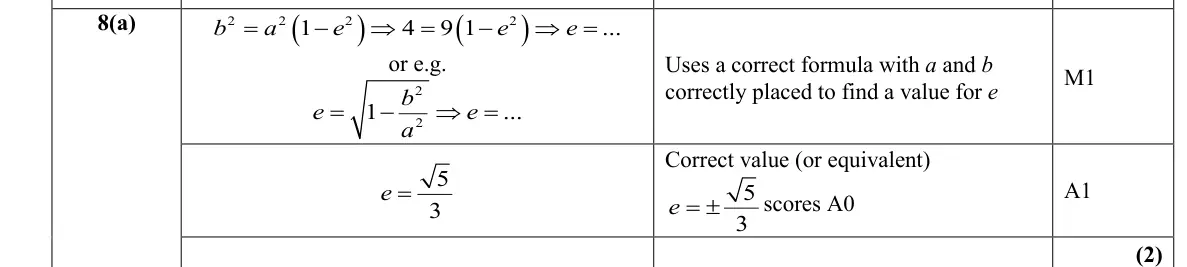 8(a)
b² = a²(1−e²) ⇒ 4 = 9(1−e²) ⇒ e = ...
or e.g.
e = √(1 − b²/a²) ⇒ e = ...
Uses a correct formula with a and b
correctly placed to find a value for e
M1
e = √5/3
Correct value (or equivalent)
e = ± √5/3 scores A0
A1
(2)